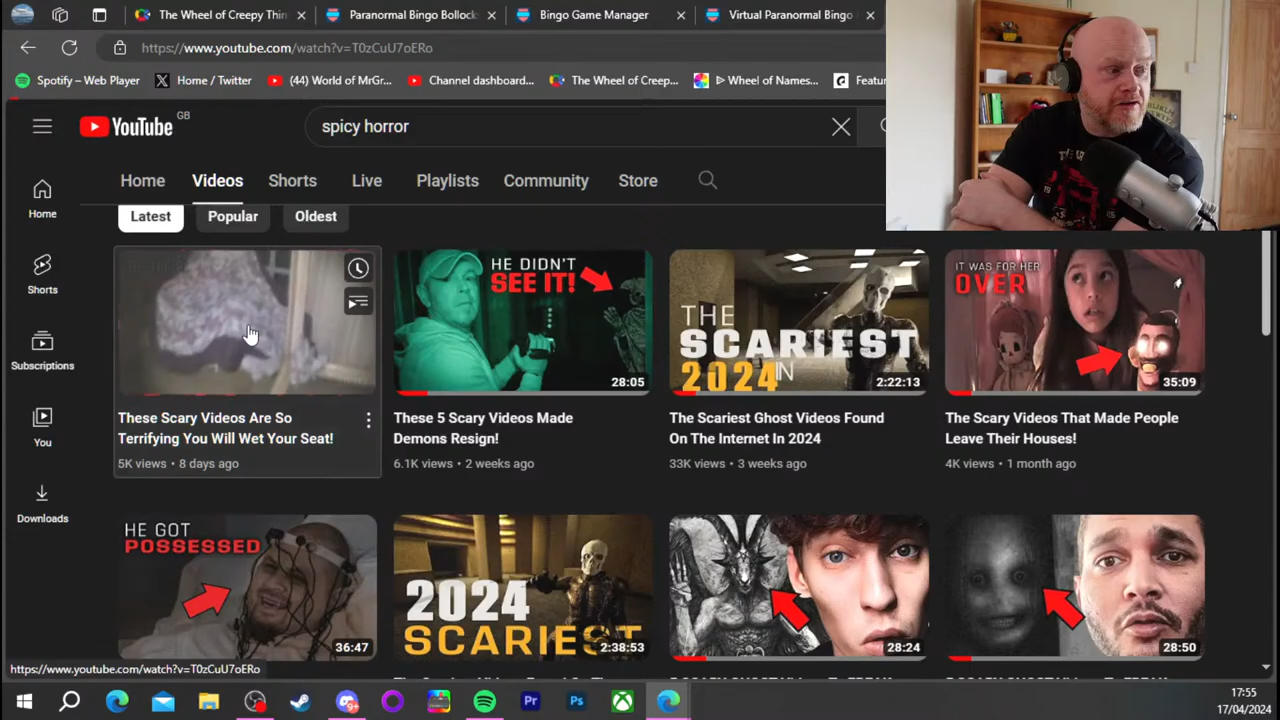 The Wheel of Creepy Thin
Paranormal Bingo Bollock
Bingo Game Manager
Virtual Paranormal Bingo
https://www.youtube.com/watch?v=T0zCuU7oERo
Spotify – Web Player
Home / Twitter
(44) World of MrGr...
Channel dashboard...
The Wheel of Creep...
Wheel of Names...
Featu
YouTube GB
spicy horror
Home
Videos
Shorts
Live
Playlists
Community
Store
Latest
Popular
Oldest
Home
Shorts
Subscriptions
You
Downloads
HE DIDN'T
SEE IT!
28:05
THE
SCARIEST
IN
2024
2:22:13
IT WAS FOR HER
OVER
35:09
These Scary Videos Are So
Terrifying You Will Wet Your Seat!
5K views • 8 days ago
These 5 Scary Videos Made
Demons Resign!
6.1K views • 2 weeks ago
The Scariest Ghost Videos Found
On The Internet In 2024
33K views • 3 weeks ago
The Scary Videos That Made People
Leave Their Houses!
4K views • 1 month ago
HE GOT
POSSESSED
36:47
2024
SCARIEST
2:38:53
28:24
28:50
https://www.youtube.com/watch?v=T0zCuU7oERo
Pr
Ps
17:55
17/04/2024